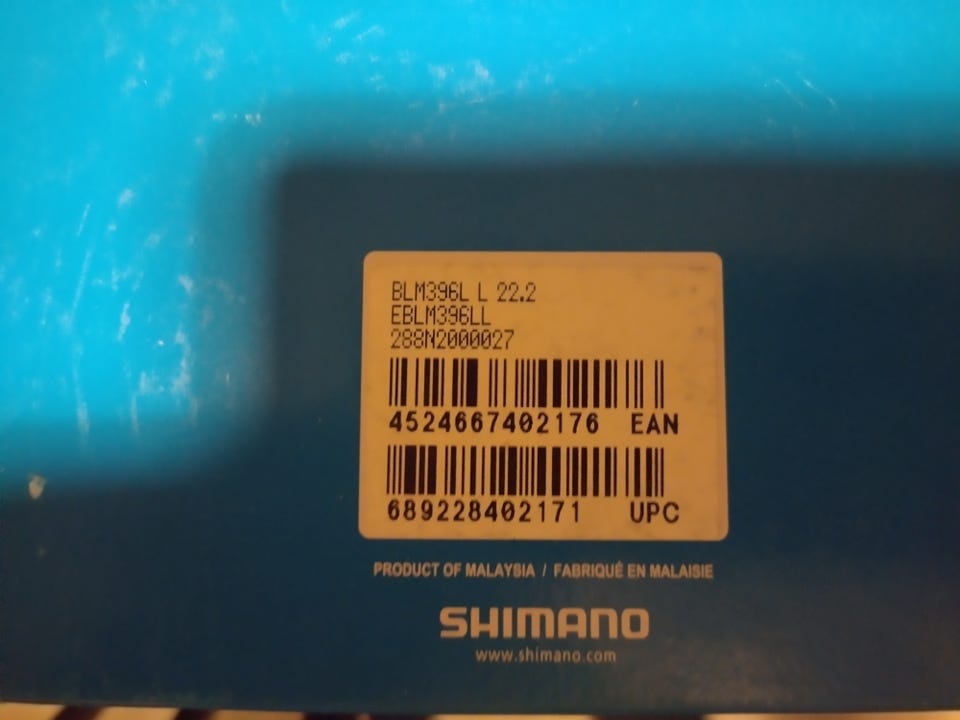 BLM396L L 22.2
EBLM396LL
288N2000027
4524667402176 EAN
689228402171 UPC
PRODUCT OF MALAYSIA / FABRIQUÉ EN MALAISIE
SHIMANO
www.shimano.com